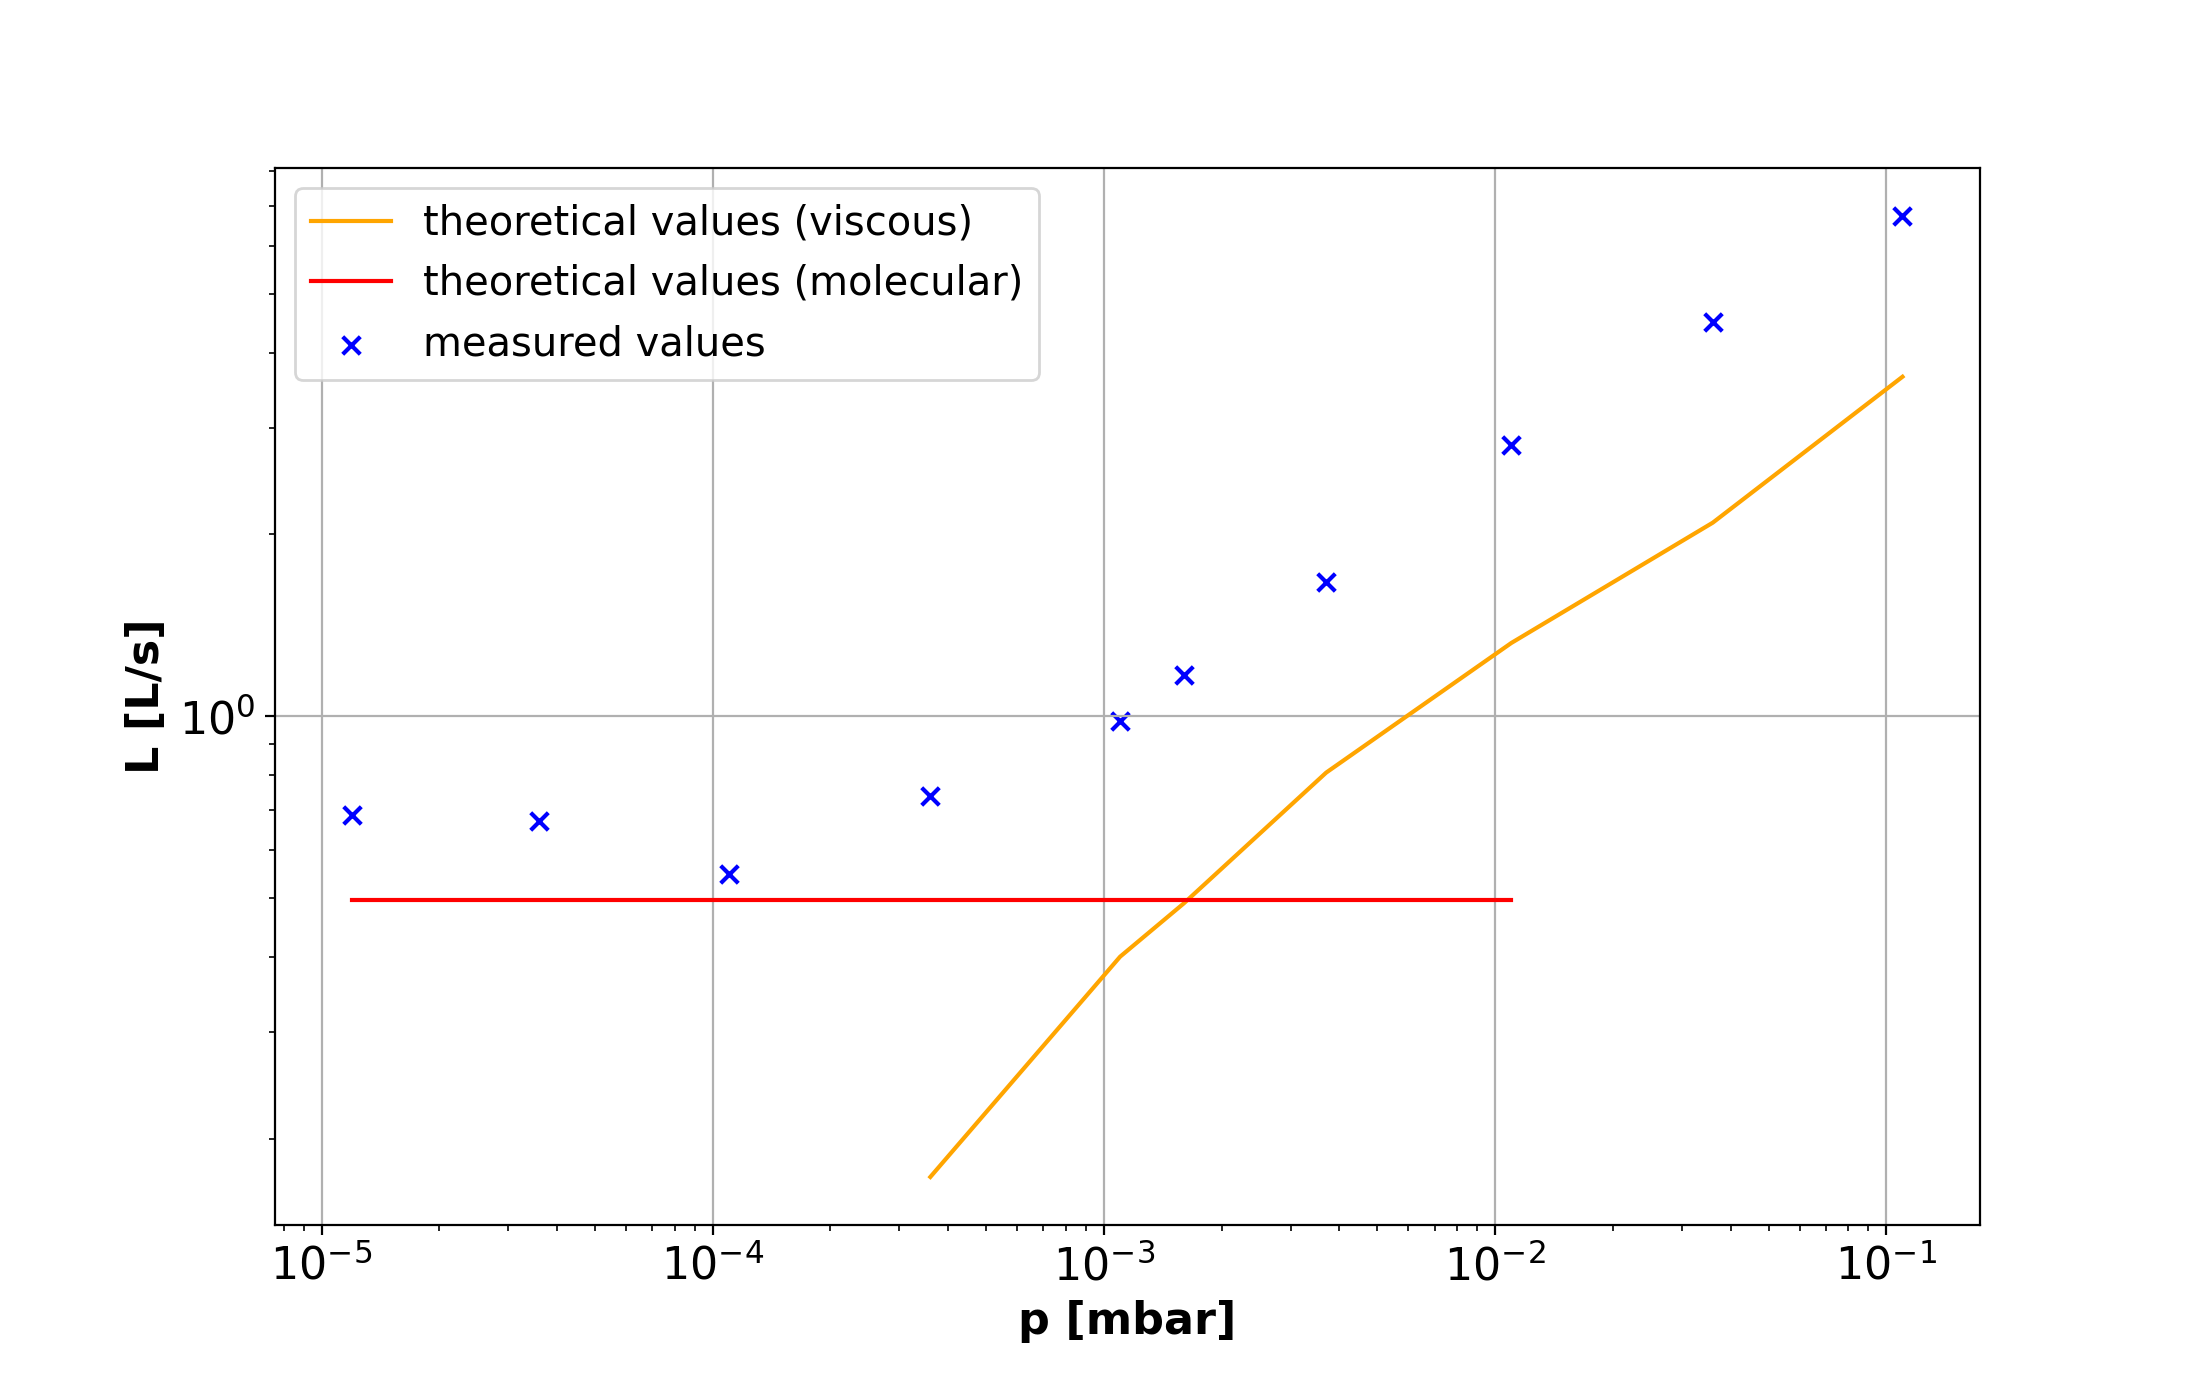 theoretical values (viscous)
theoretical values (molecular)
measured values
L [L/s]
10⁰
10⁻⁵ 10⁻⁴ 10⁻³ 10⁻² 10⁻¹
p [mbar]